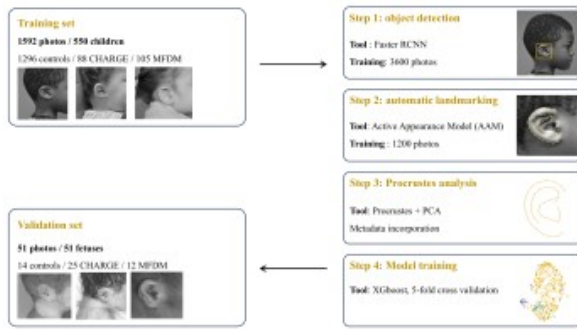 Training set
1592 photos / 550 children
1296 controls / 88 CHARGE / 105 MFDM
Step 1: object detection
Tool : Faster RCNN
Training: 3600 photos
Step 2: automatic landmarking
Tool: Active Appearance Model (AAM)
Training : 1200 photos
Step 3: Procrustes analysis
Tool: Procrustes + PCA
Metadata incorporation
Step 4: Model training
Tool: XGboost, 5-fold cross validation
Validation set
51 photos / 51 fetuses
14 controls / 25 CHARGE / 12 MFDM